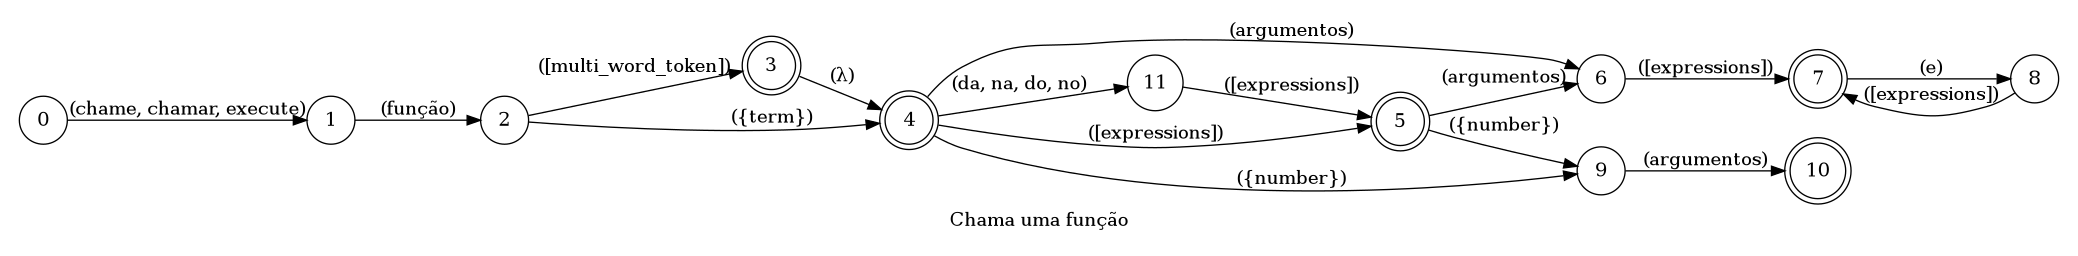 0
(chame, chamar, execute)
1
(função)
2
([multi_word_token])
({term})
3
(λ)
4
(argumentos)
(da, na, do, no)
([expressions])
({number})
11
([expressions])
5
(argumentos)
({number})
6
([expressions])
7
(e)
([expressions])
8
9
(argumentos)
10
Chama uma função